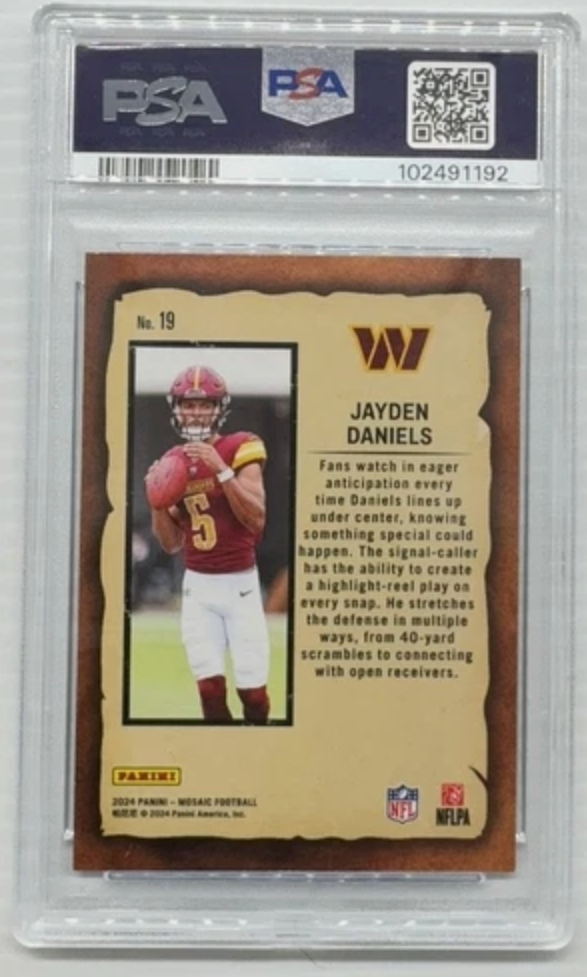 PSA
PSA
102491192
No. 19
W
JAYDEN
DANIELS
Fans watch in eager
anticipation every
time Daniels lines up
under center, knowing
something special could
happen. The signal-caller
has the ability to create
a highlight-reel play on
every snap. He stretches
the defense in multiple
ways, from 40-yard
scrambles to connecting
with open receivers.
5
PANINI
2024 PANINI – MOSAIC FOOTBALL
© 2024 Panini America, Inc.
NFL
NFLPA